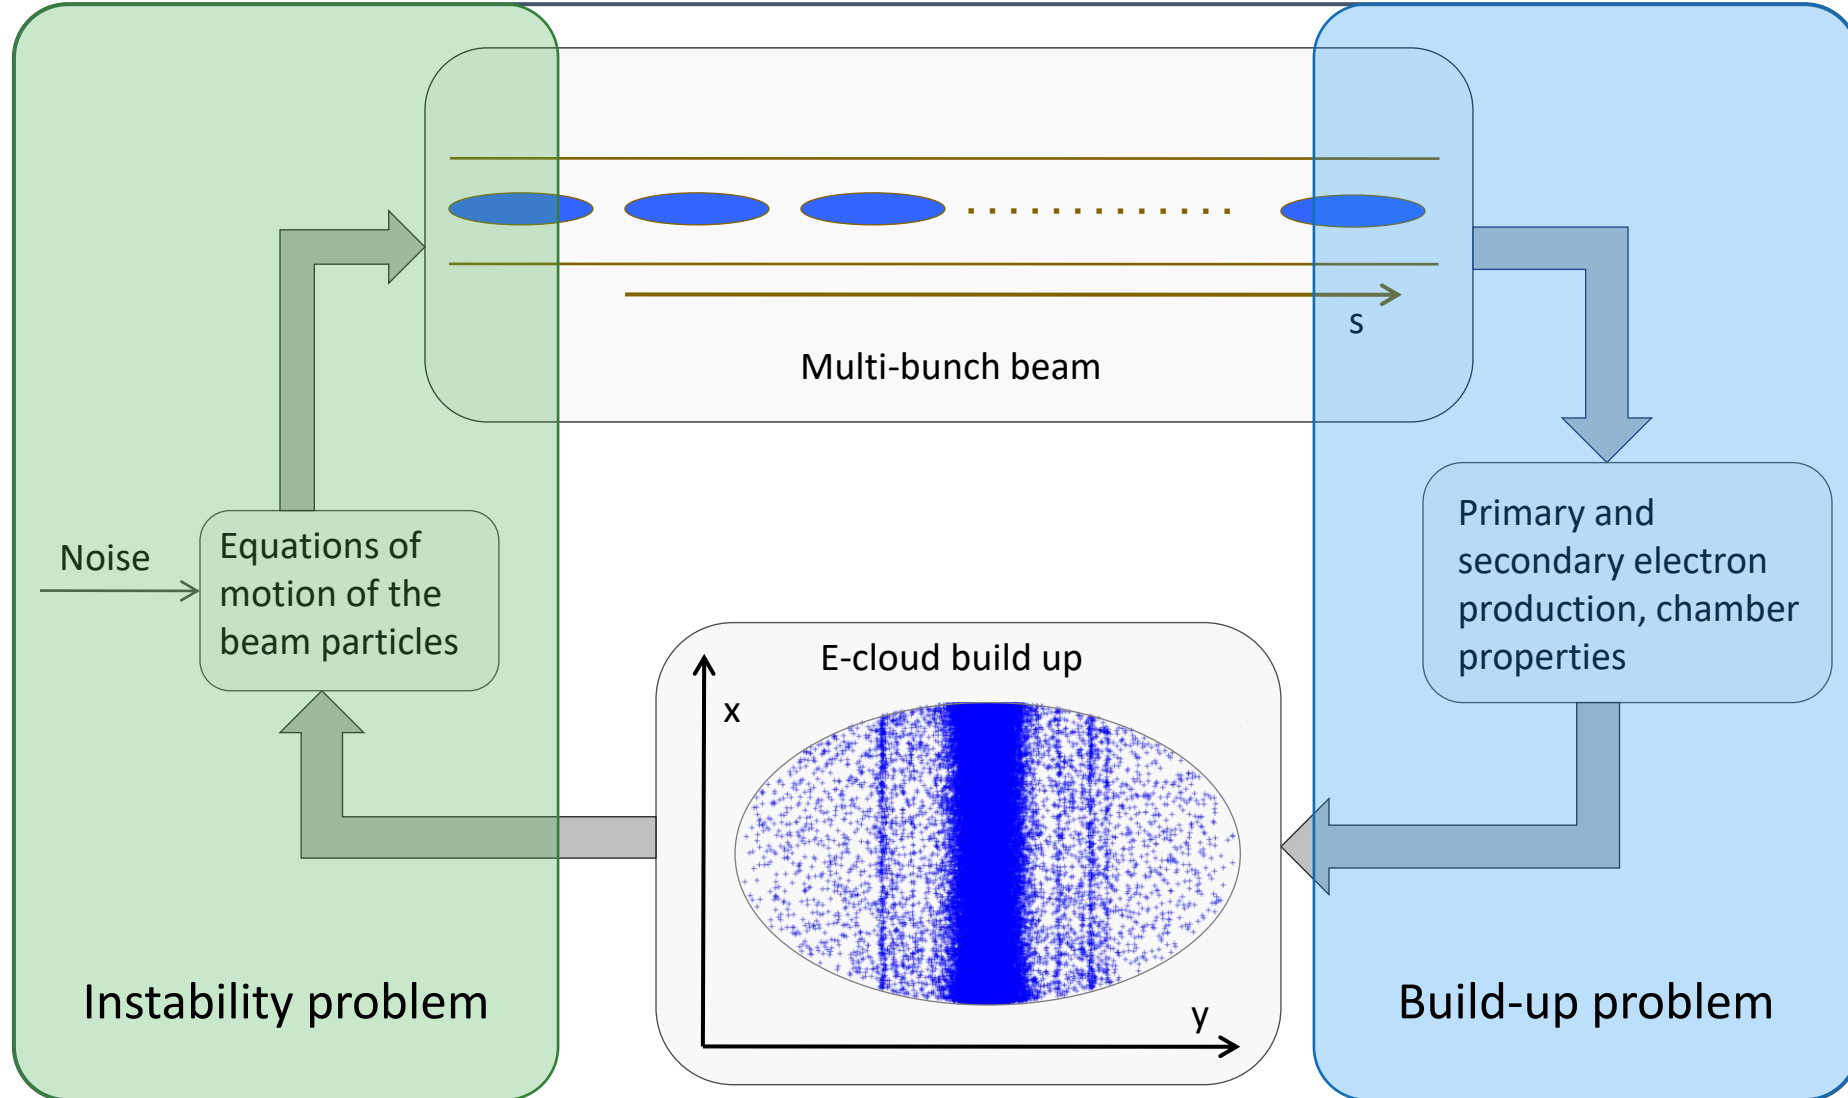 s
Multi-bunch beam
Noise
Equations of
motion of the
beam particles
Primary and
secondary electron
production, chamber
properties
E-cloud build up
x
y
Instability problem
Build-up problem